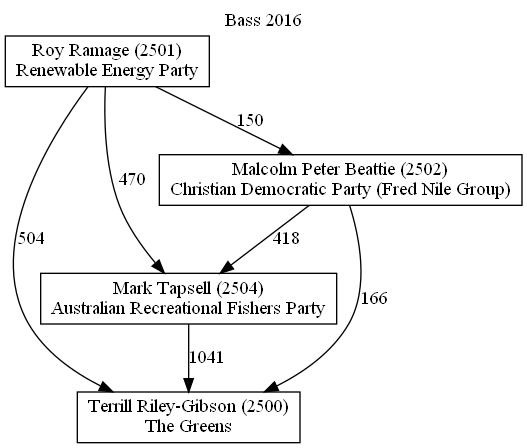 Bass 2016
Roy Ramage (2501)
Renewable Energy Party
150
Malcolm Peter Beattie (2502)
Christian Democratic Party (Fred Nile Group)
470
504
418
Mark Tapsell (2504)
Australian Recreational Fishers Party
166
1041
Terrill Riley-Gibson (2500)
The Greens